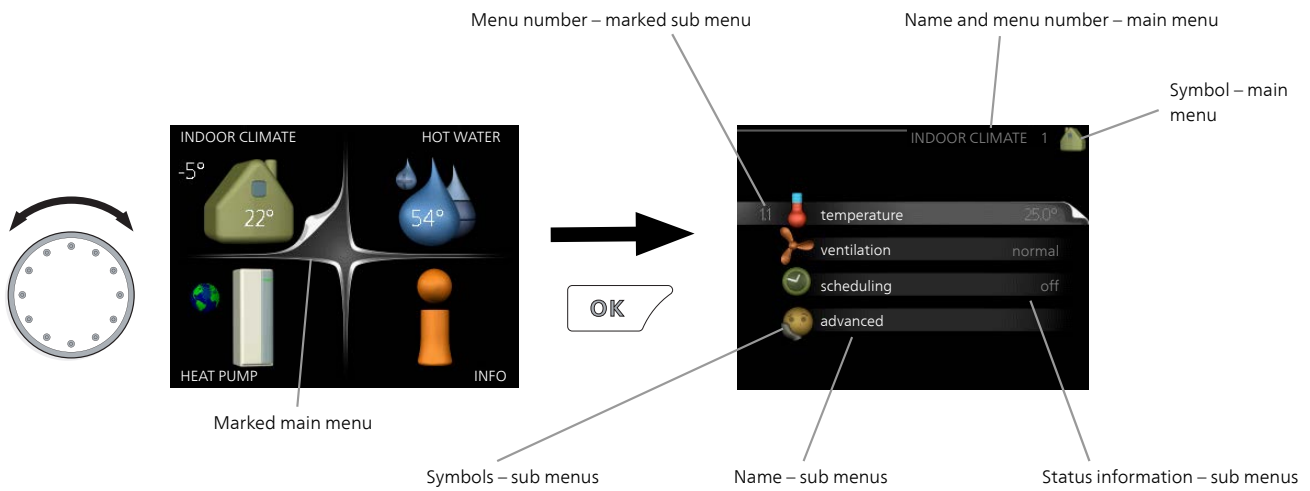 Menu number – marked sub menu
Name and menu number – main menu
Symbol – main
menu
INDOOR CLIMATE
HOT WATER
-5°
22°
54°
HEAT PUMP
INFO
Marked main menu
OK
INDOOR CLIMATE 1
1.1 temperature 25.0°
ventilation normal
scheduling off
advanced
Symbols – sub menus
Name – sub menus
Status information – sub menus